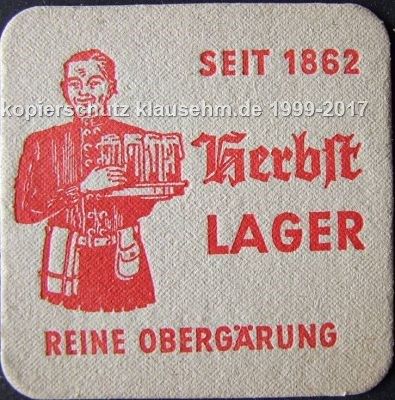 SEIT 1862
kopierschutz klausehm.de 1999-2017
Herbst
LAGER
REINE OBERGÄRUNG